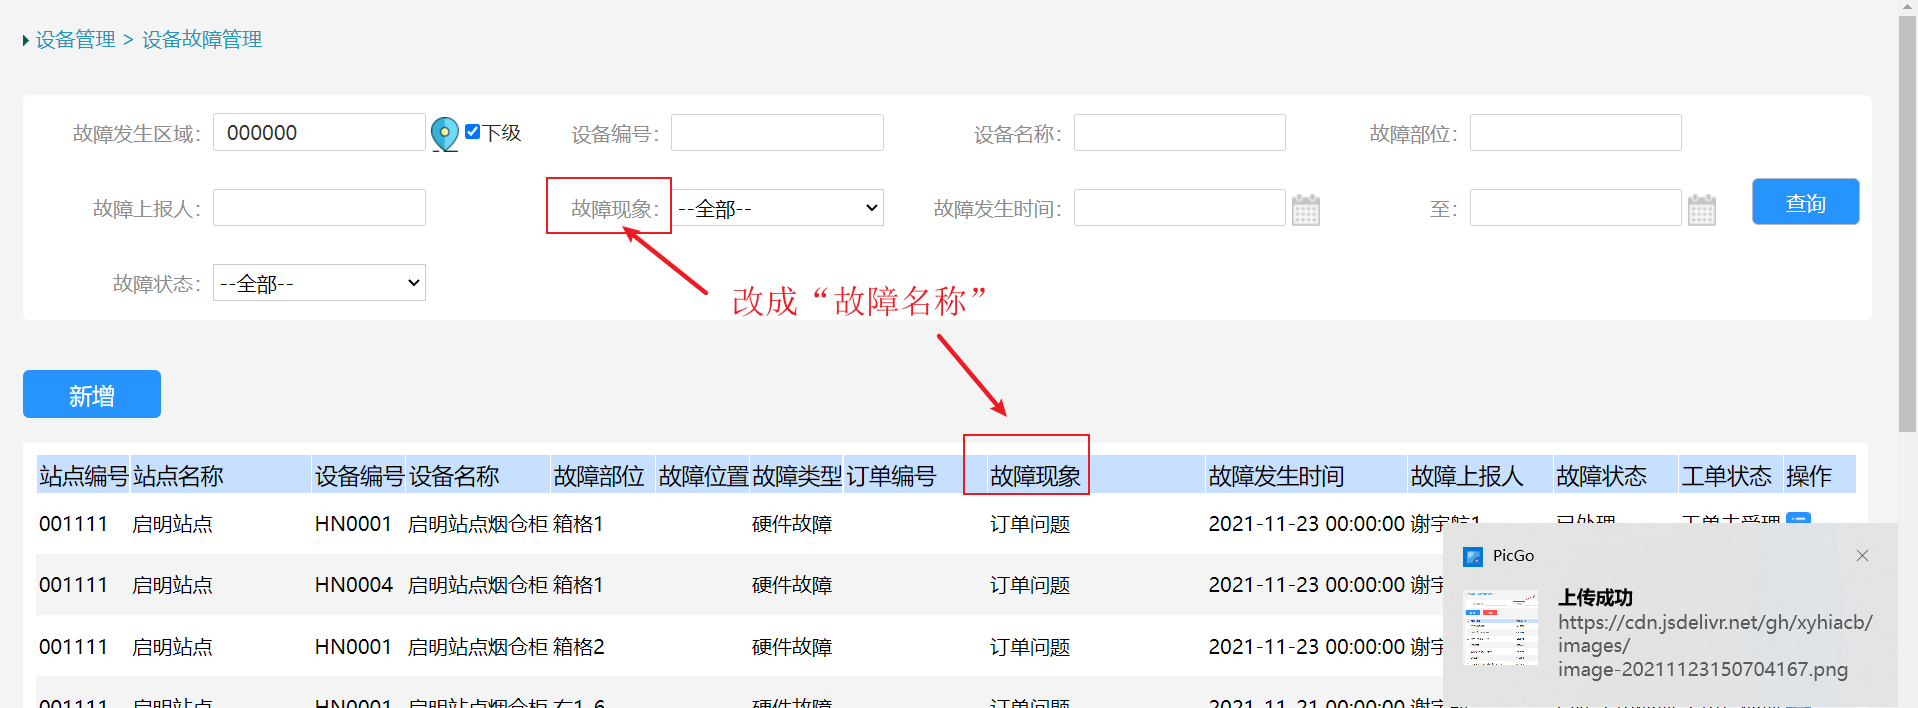 设备管理 > 设备故障管理
故障发生区域： 000000 下级 设备编号： 设备名称： 故障部位：
故障上报人： 故障现象： --全部-- 故障发生时间： 至： 查询
故障状态： --全部--
改成“故障名称”
新增
站点编号 站点名称 设备编号 设备名称 故障部位 故障位置 故障类型 订单编号 故障现象 故障发生时间 故障上报人 故障状态 工单状态 操作
001111 启明站点 HN0001 启明站点烟仓柜 箱格1 硬件故障 订单问题 2021-11-23 00:00:00 谢宇航1 已处理 工单未受理
001111 启明站点 HN0004 启明站点烟仓柜 箱格1 硬件故障 订单问题 2021-11-23 00:00:00 谢宇
001111 启明站点 HN0001 启明站点烟仓柜 箱格2 硬件故障 订单问题 2021-11-23 00:00:00 谢宇
001111 启明站点 HN0001 启明站点烟仓柜 右1-6 硬件故障 订单问题 2021-11-21 00:00:00 谢宇
PicGo
上传成功
https://cdn.jsdelivr.net/gh/xyhiacb/
images/
image-20211123150704167.png